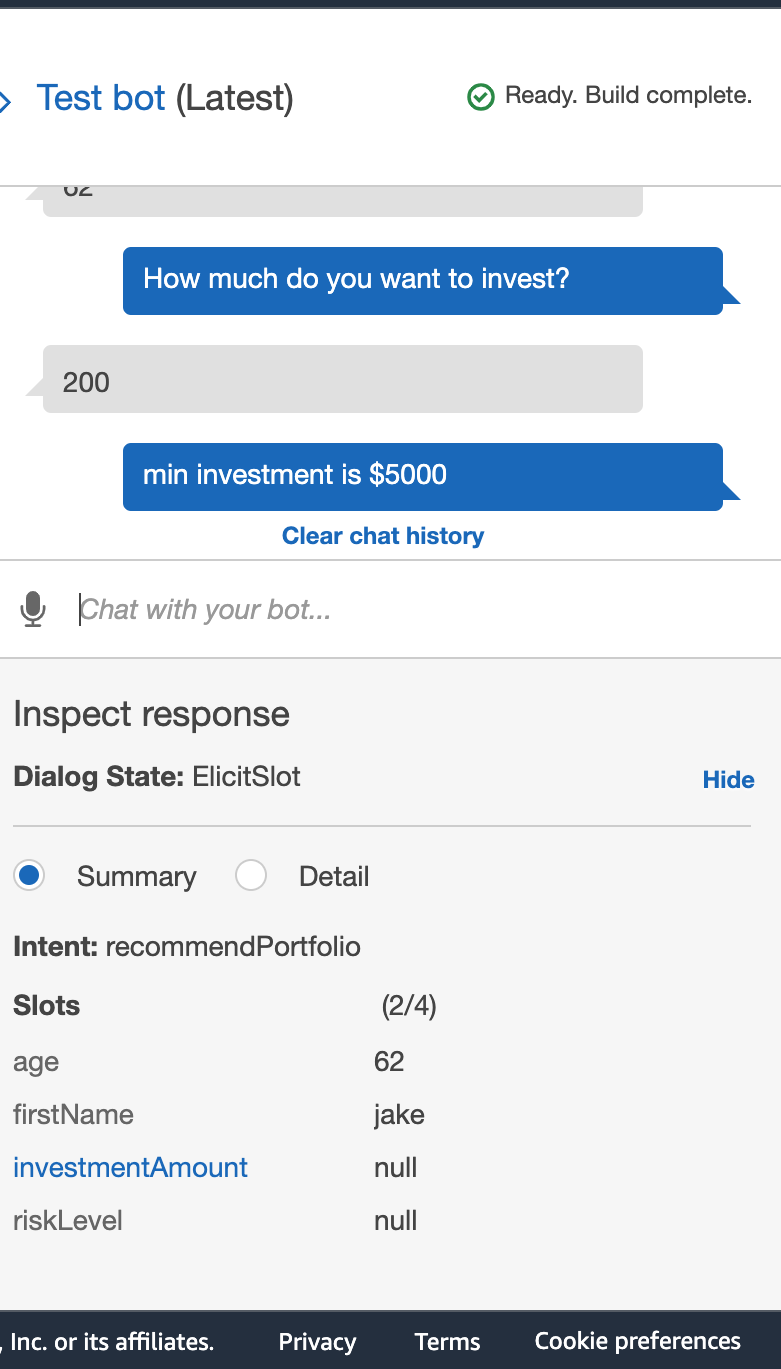 Test bot (Latest)
Ready. Build complete.
62
How much do you want to invest?
200
min investment is $5000
Clear chat history
Chat with your bot...
Inspect response
Dialog State: ElicitSlot
Hide
Summary Detail
Intent: recommendPortfolio
Slots (2/4)
age 62
firstName jake
investmentAmount null
riskLevel null
, Inc. or its affiliates. Privacy Terms Cookie preferences